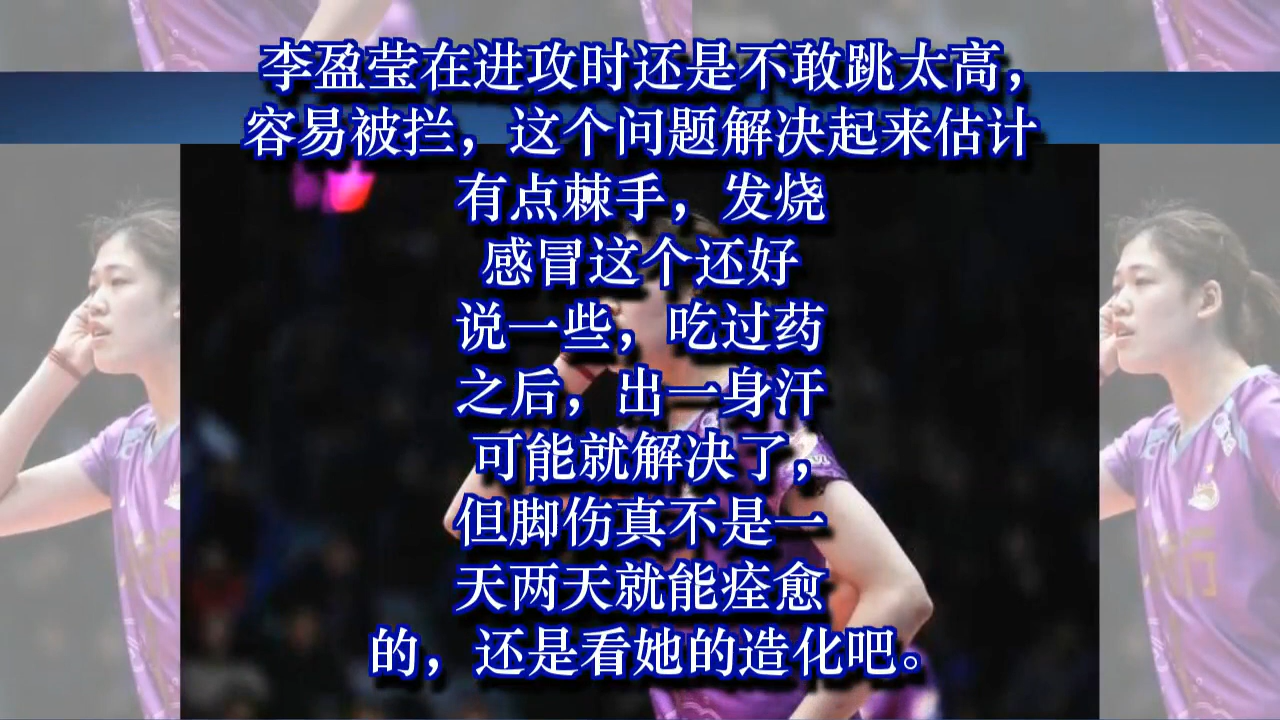 李盈莹在进攻时还是不敢跳太高，
容易被拦，这个问题解决起来估计
有点棘手，发烧
感冒这个还好
说一些，吃过药
之后，出一身汗
可能就解决了，
但脚伤真不是一
天两天就能痊愈
的，还是看她的造化吧。